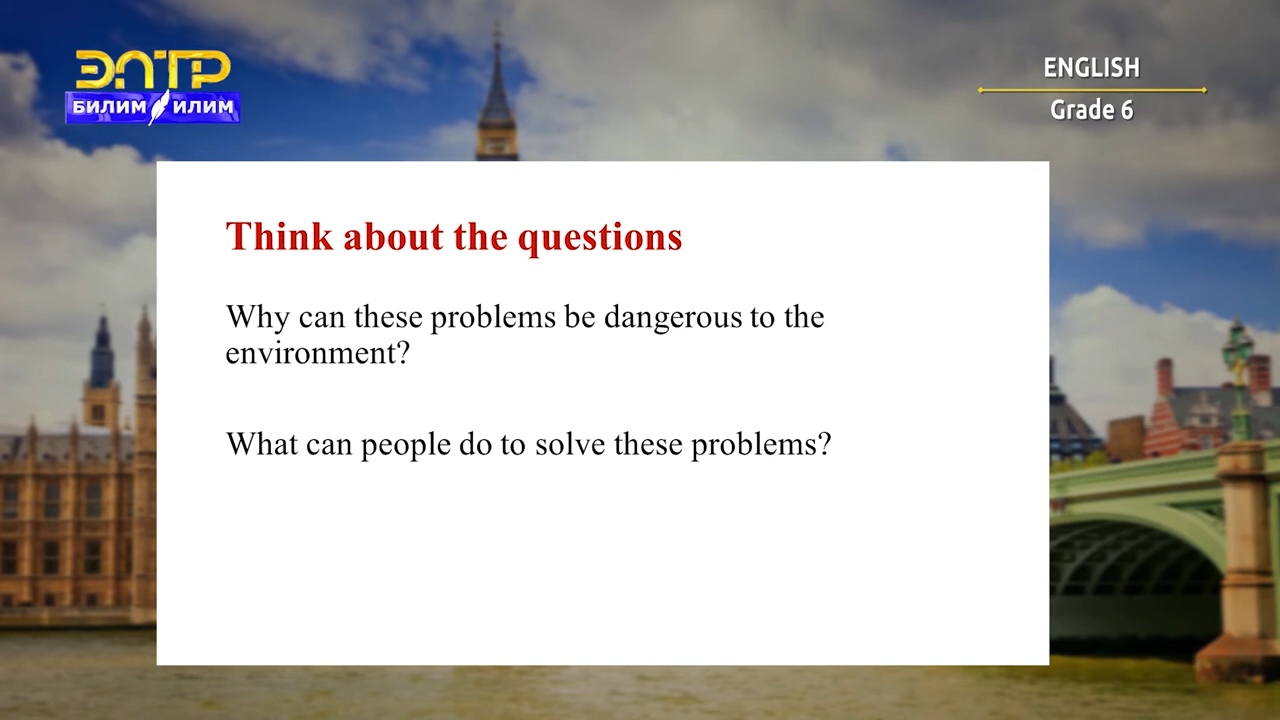 ЭЛТР
БИЛИМ ИЛИМ
ENGLISH
Grade 6
Think about the questions
Why can these problems be dangerous to the
environment?
What can people do to solve these problems?